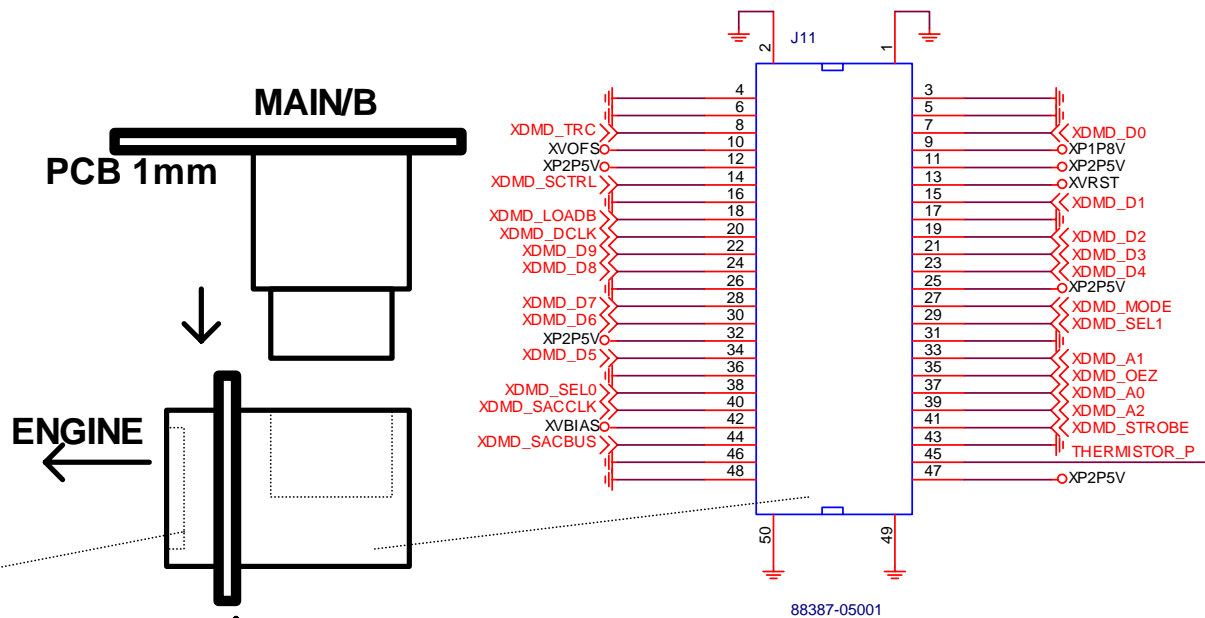 MAIN/B
PCB 1mm
ENGINE
J11
2 1
4 3
6 5
XDMD_TRC 8 7 XDMD_D0
XVOFS 10 9 XP1P8V
XP2P5V 12 11 XP2P5V
XDMD_SCTRL 14 13 XVRST
16 15 XDMD_D1
XDMD_LOADB 18 17
XDMD_DCLK 20 19 XDMD_D2
XDMD_D9 22 21 XDMD_D3
XDMD_D8 24 23 XDMD_D4
26 25 XP2P5V
XDMD_D7 28 27 XDMD_MODE
XDMD_D6 30 29 XDMD_SEL1
XP2P5V 32 31
XDMD_D5 34 33 XDMD_A1
36 35 XDMD_OEZ
XDMD_SEL0 38 37 XDMD_A0
XDMD_SACCLK 40 39 XDMD_A2
XVBIAS 42 41 XDMD_STROBE
XDMD_SACBUS 44 43
46 45 THERMISTOR_P
48 47 XP2P5V
50 49
88387-05001